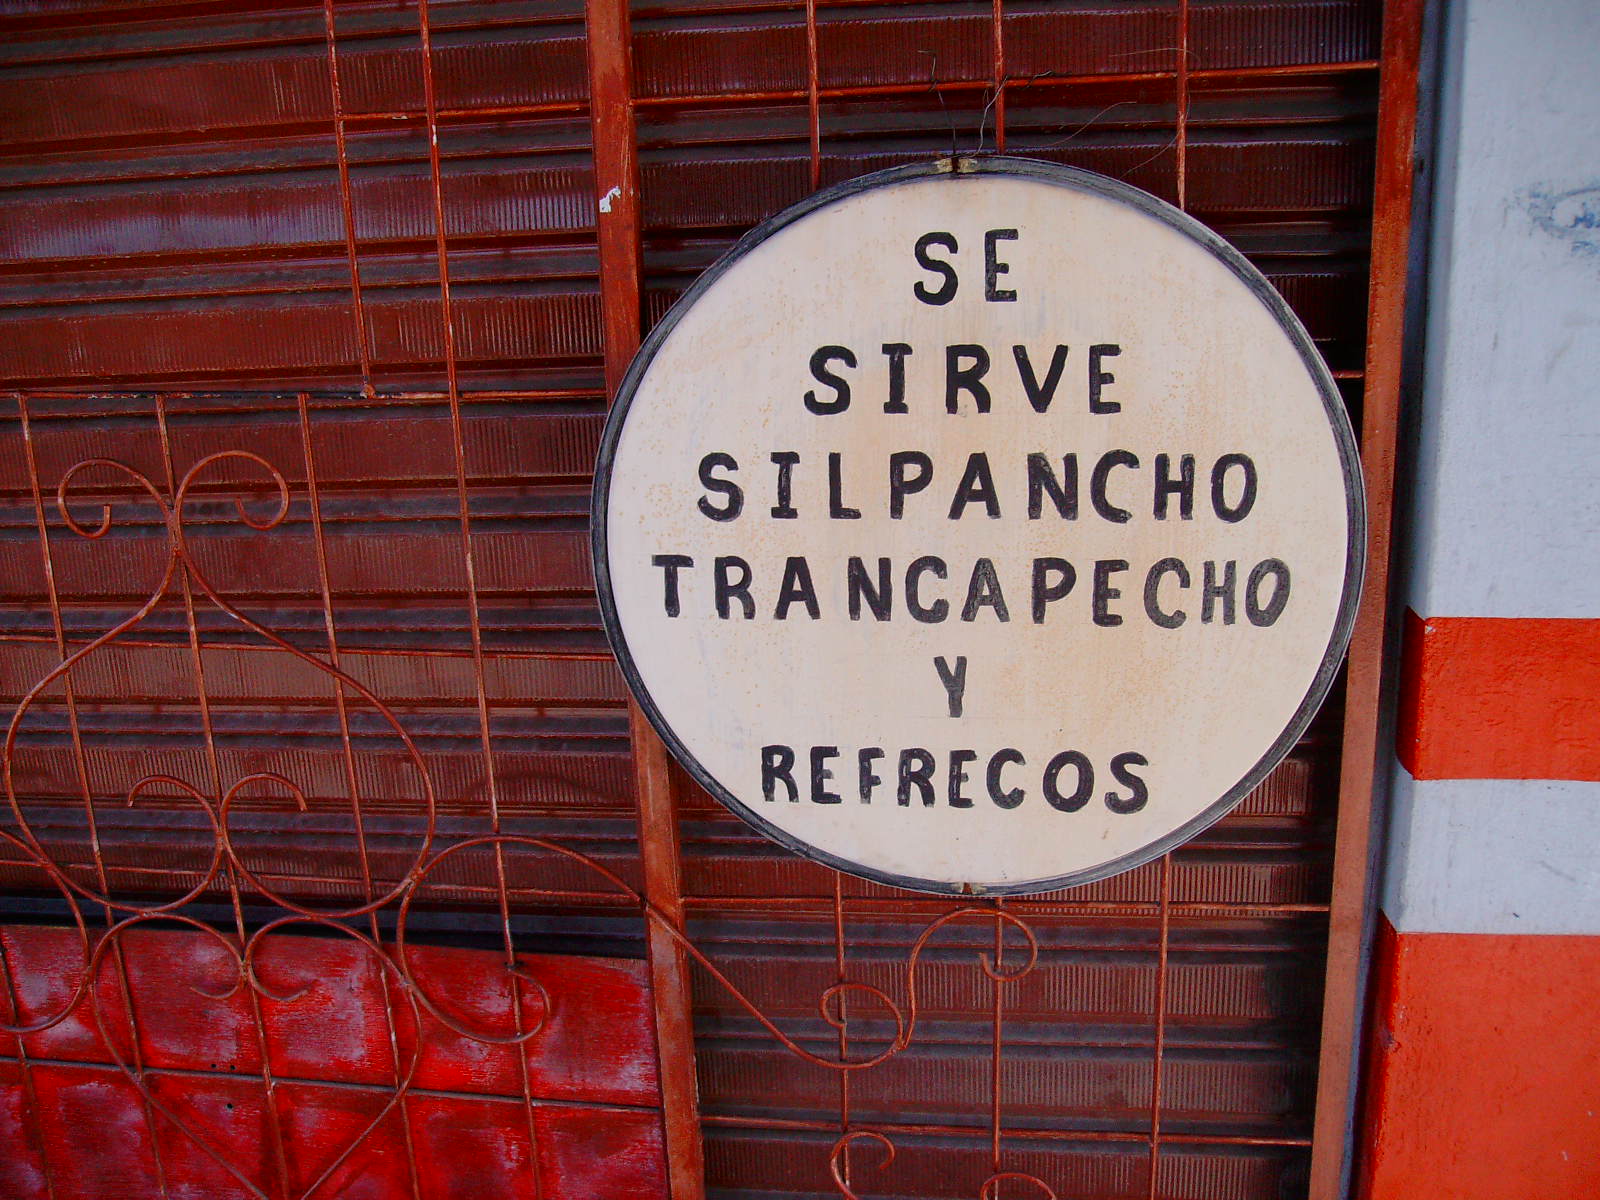 SE
SIRVE
SILPANCHO
TRANCAPECHO
Y
REFRECOS